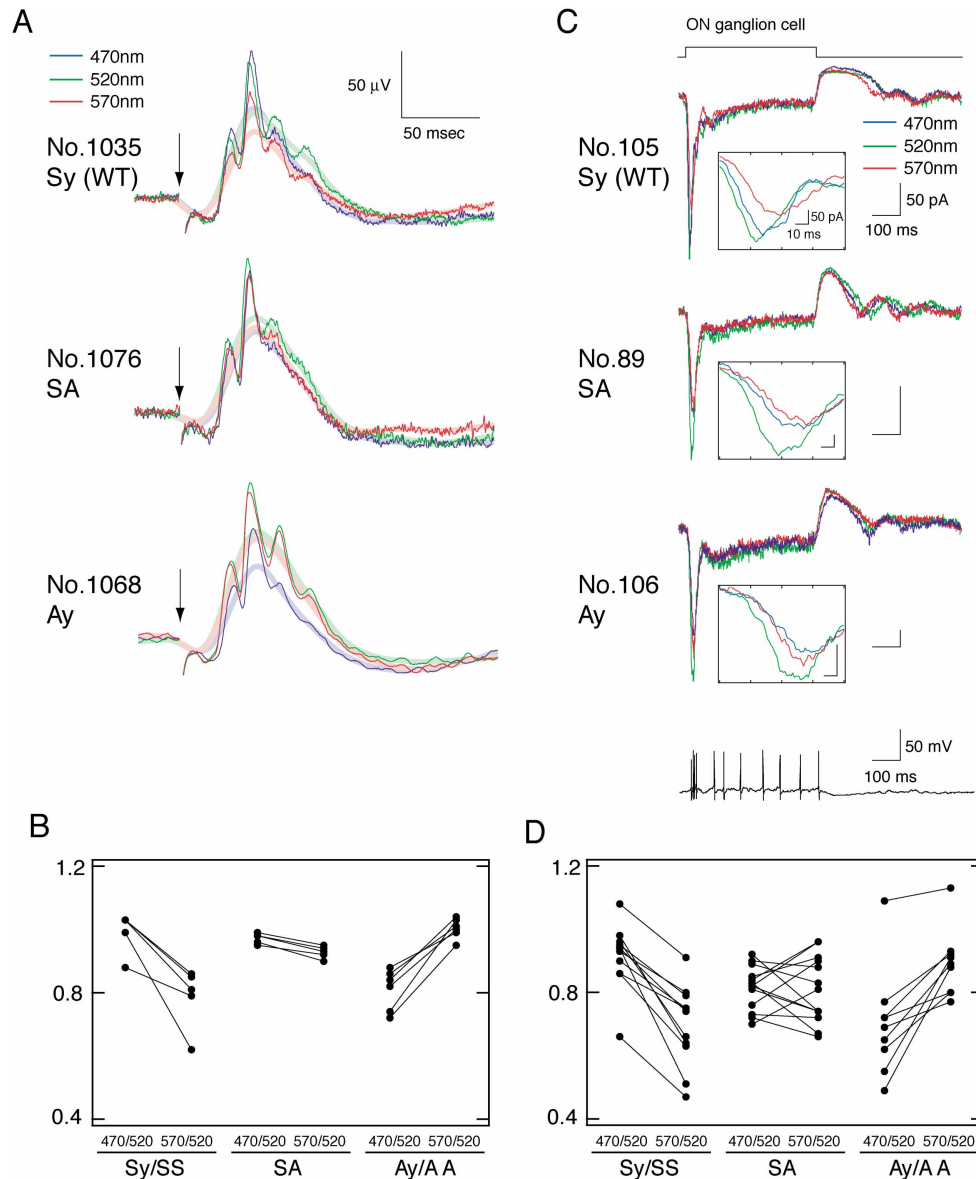 A
470nm
520nm
570nm
50 µV
50 msec
No.1035
Sy (WT)
No.1076
SA
No.1068
Ay
C
ON ganglion cell
No.105
Sy (WT)
470nm
520nm
570nm
50 pA
100 ms
50 pA
10 ms
No.89
SA
No.106
Ay
50 mV
100 ms
B
1.2
0.8
0.4
470/520 570/520 470/520 570/520 470/520 570/520
Sy/SS SA Ay/A A
D
1.2
0.8
0.4
470/520 570/520 470/520 570/520 470/520 570/520
Sy/SS SA Ay/A A